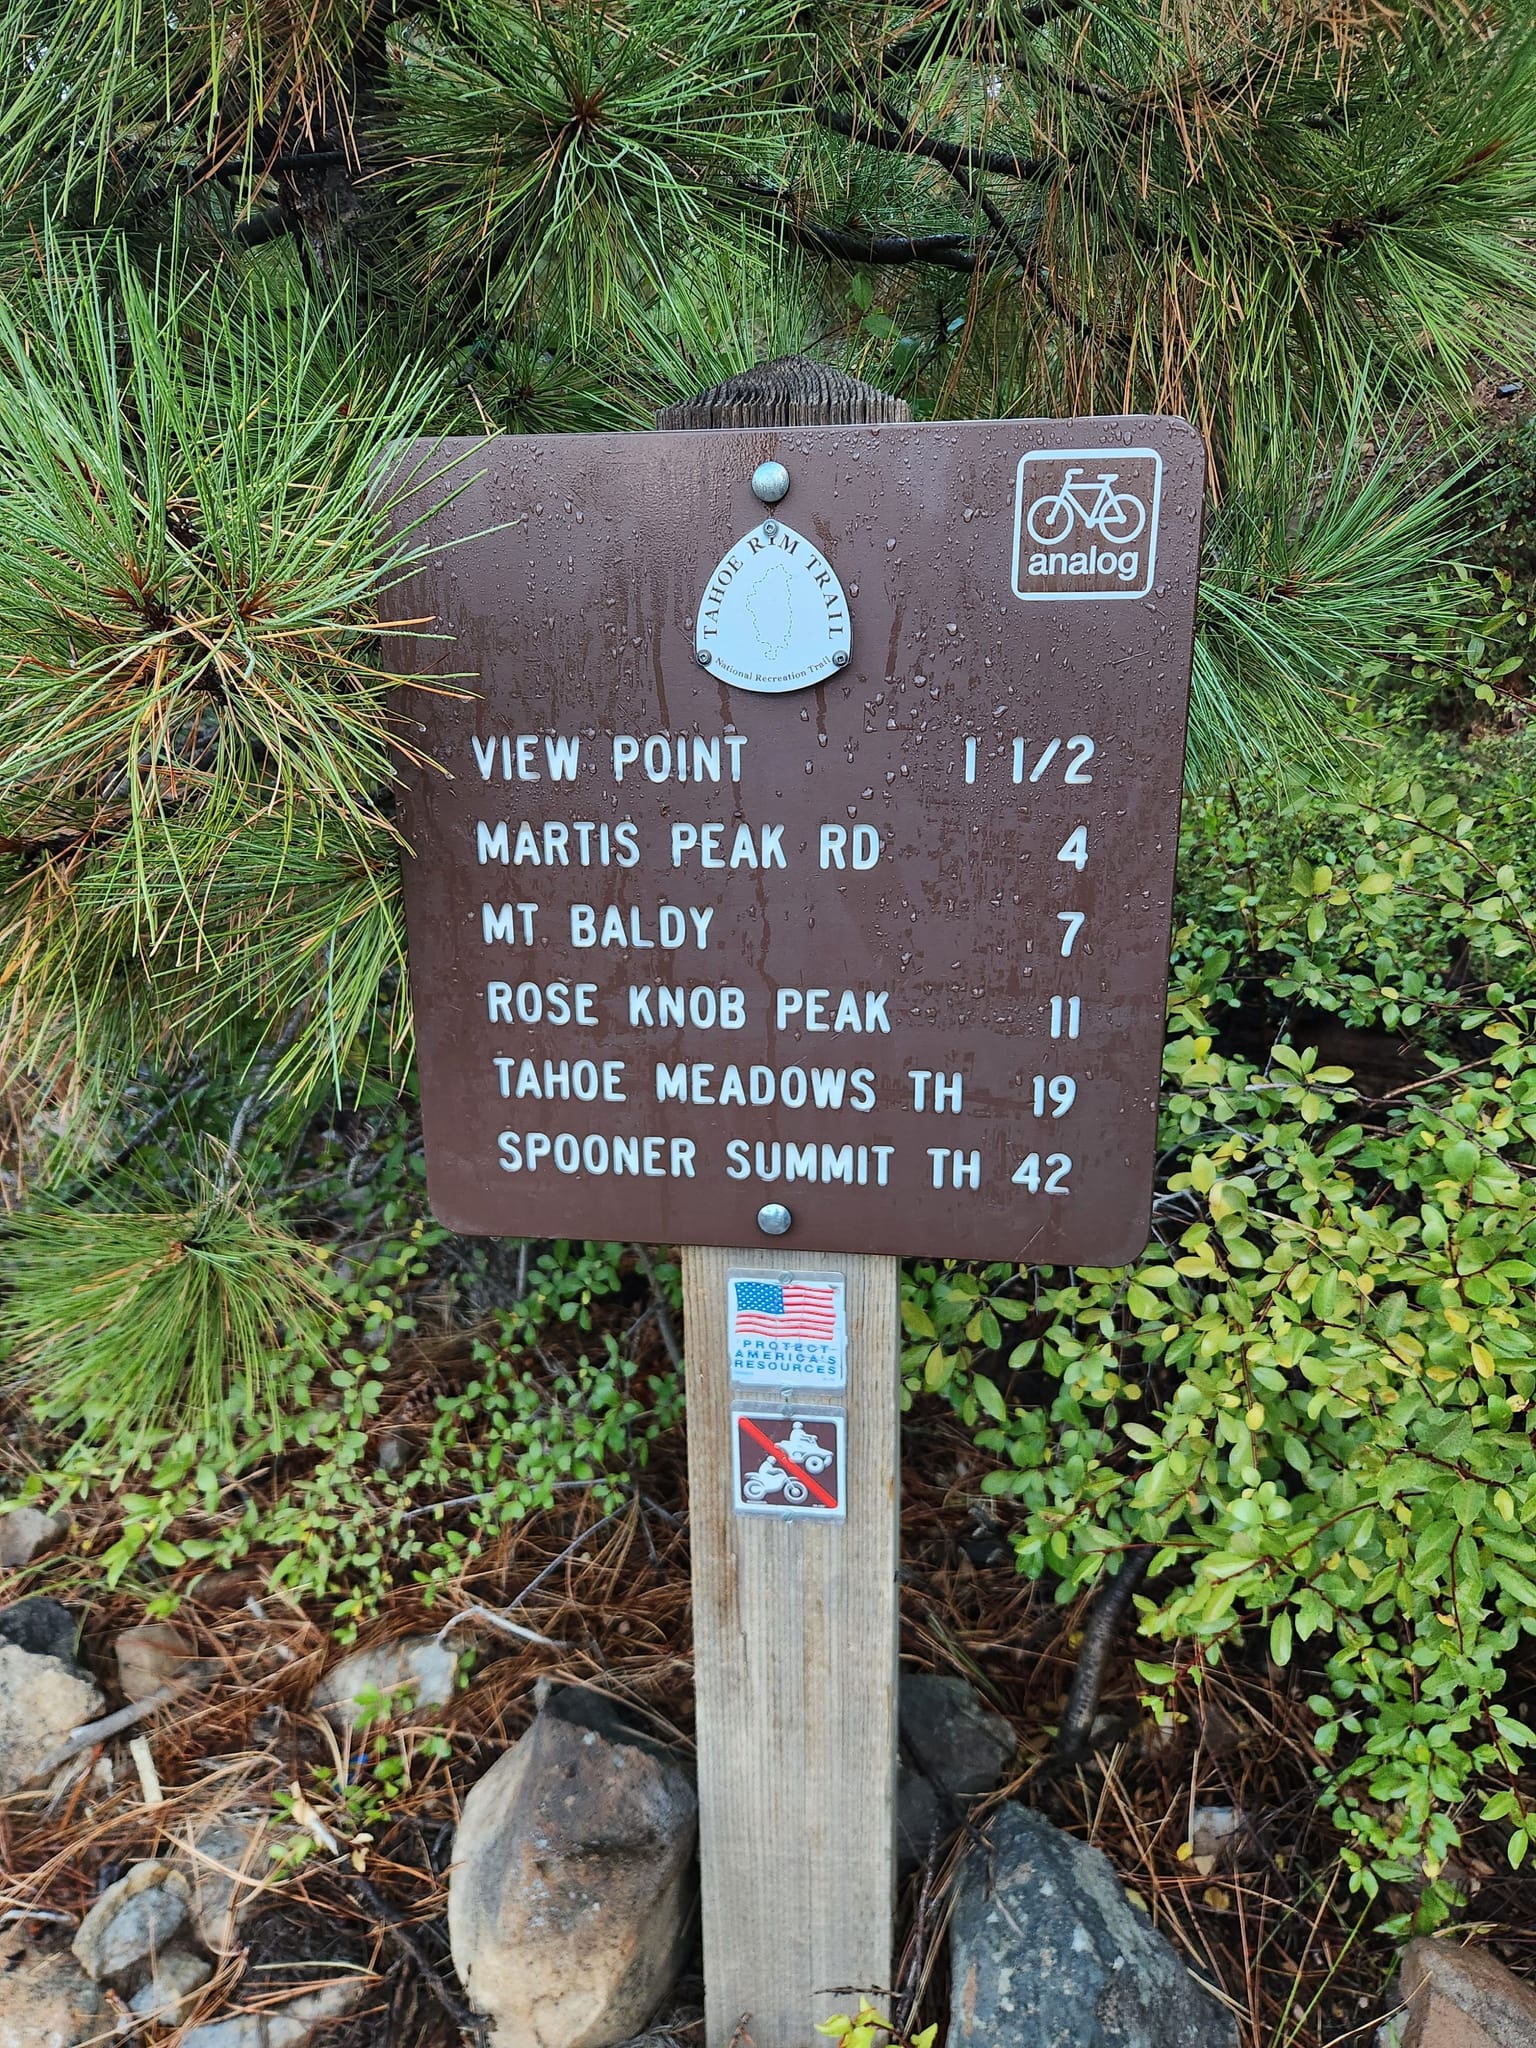 analog
TAHOE RIM TRAIL
National Recreation Trail
VIEW POINT 1 1/2
MARTIS PEAK RD 4
MT BALDY 7
ROSE KNOB PEAK 11
TAHOE MEADOWS TH 19
SPOONER SUMMIT TH 42
PROTECT
AMERICA'S
RESOURCES